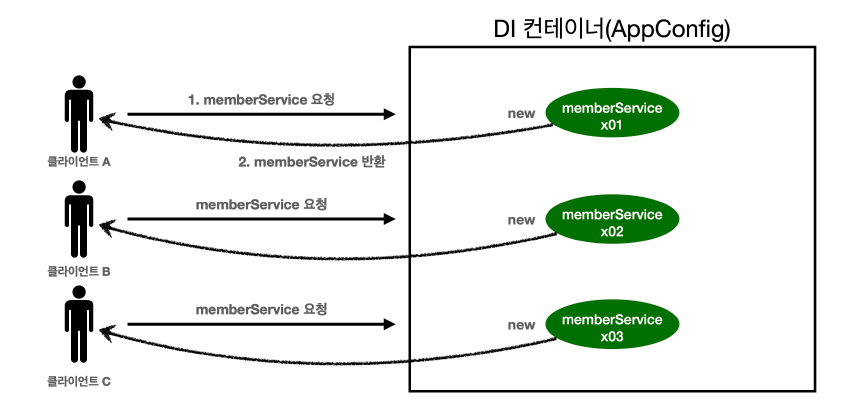 DI 컨테이너(AppConfig)
1. memberService 요청
new
memberService
x01
클라이언트 A
2. memberService 반환
memberService 요청
new
memberService
x02
클라이언트 B
memberService 요청
new
memberService
x03
클라이언트 C